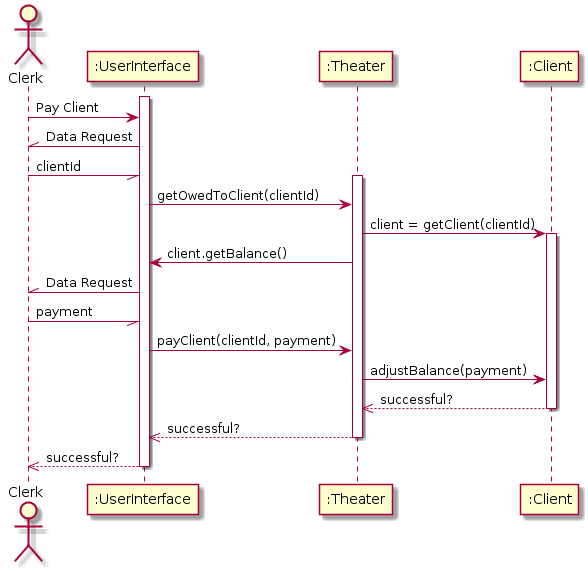 Clerk
:UserInterface
:Theater
:Client
Pay Client
Data Request
clientId
getOwedToClient(clientId)
client = getClient(clientId)
client.getBalance()
Data Request
payment
payClient(clientId, payment)
adjustBalance(payment)
successful?
successful?
successful?
Clerk
:UserInterface
:Theater
:Client